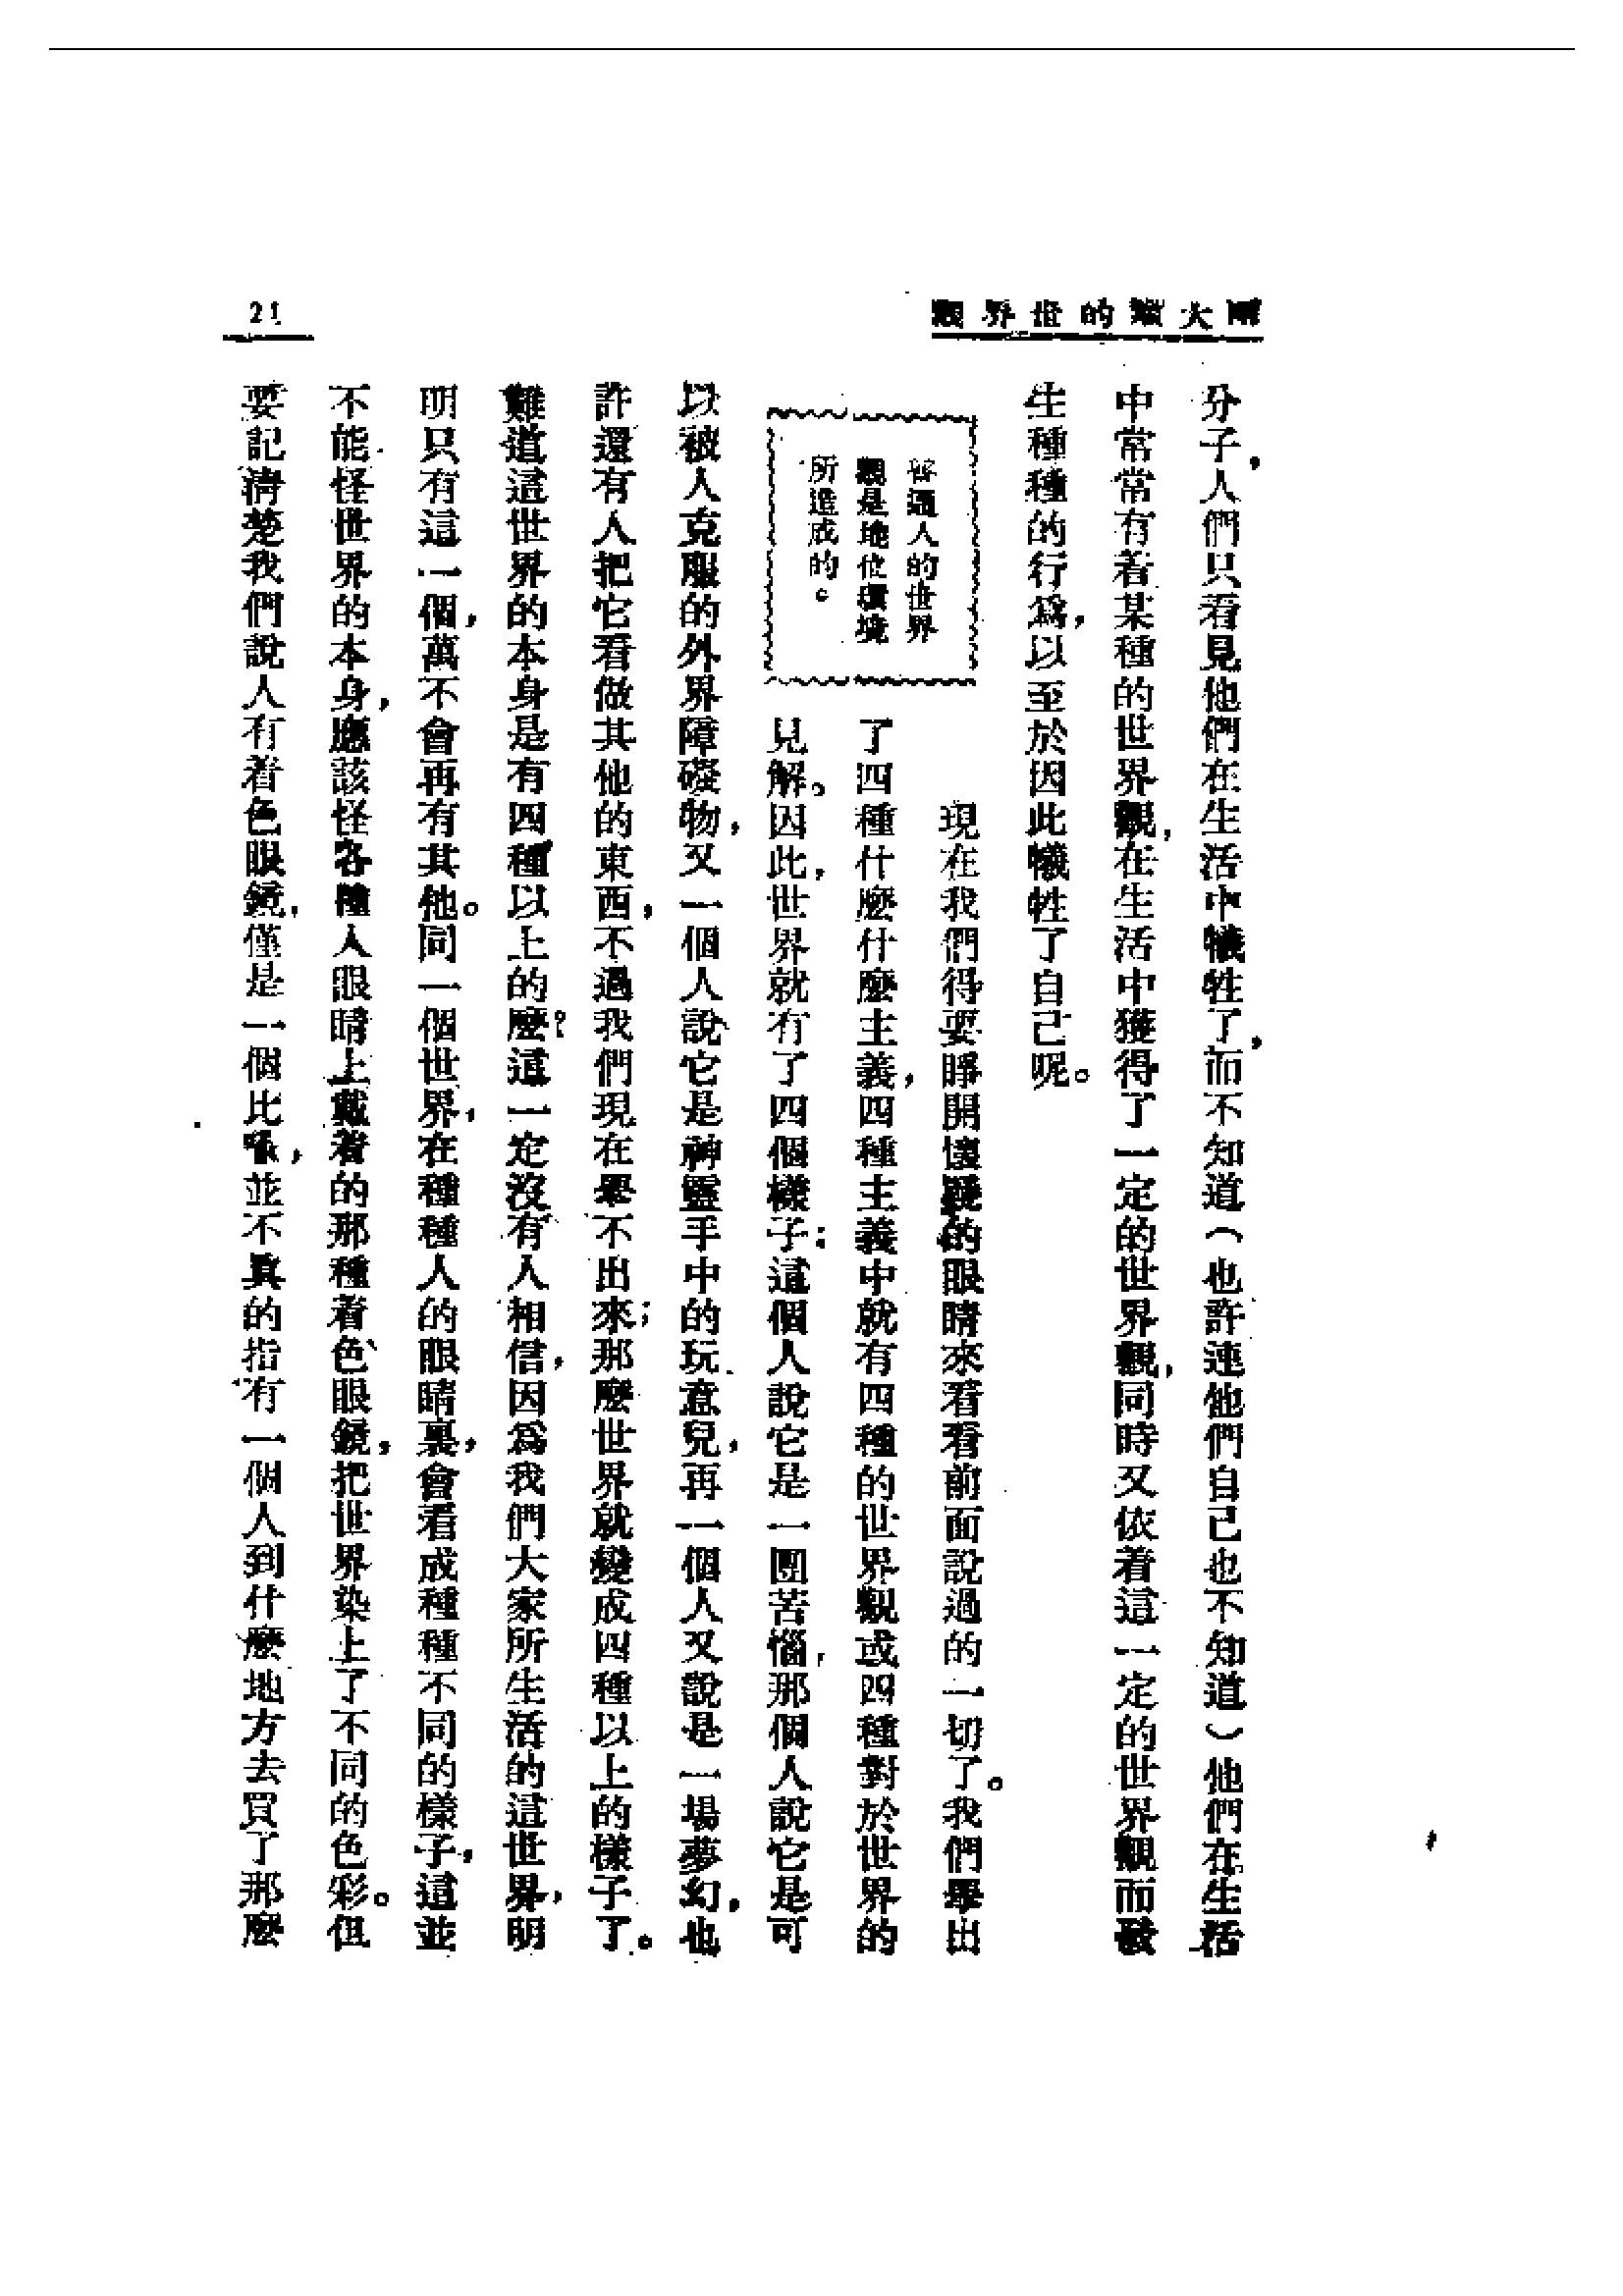 兩大類的世界觀
21
分子，人們只看見他們在生活中犧牲了，而不知道（也許連他們自己也不知道）他們在生活
中常常有着某種的世界觀，在生活中獲得了一定的世界觀，同時又依着這一定的世界觀而發
生種種的行爲，以至於因此犧牲了自己呢。
現在我們得要睜開懷疑的眼睛來看看前面說過的一切了。我們舉出
了四種什麼什麼主義，四種主義中就有四種的世界觀或四種對於世界的
見解。因此，世界就有了四個樣子：這個人說它是一團苦惱，那個人說它是可
普通人的世界
觀是地位環境
所造成的。
以被人克服的外界障礙物，又一個人說它是神靈手中的玩意兒，再一個人又說是一場夢幻，也
許還有人把它看做其他的東西，不過我們現在舉不出來；那麼世界就變成四種以上的樣子了。
難道這世界的本身是有四種以上的麼？這一定沒有人相信，因爲我們大家所生活的這世界，明
明只有這一個，萬不會再有其他。同一個世界，在種種人的眼睛裏，會看成種種不同的樣子，這並
不能怪世界的本身，應該怪各種人眼睛上戴着的那種着色眼鏡，把世界染上了不同的色彩。但
要記清楚我們說人有着色眼鏡，僅是一個比喩，並不眞的指有一個人到什麼地方去買了那麼